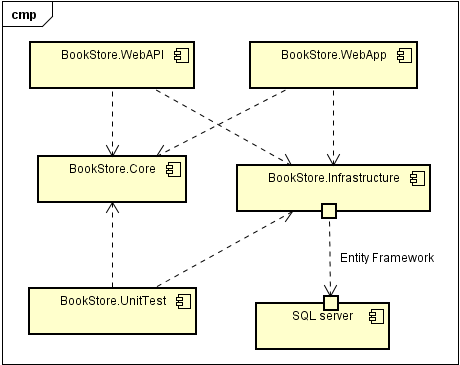 cmp
BookStore.WebAPI
BookStore.WebApp
BookStore.Core
BookStore.Infrastructure
Entity Framework
BookStore.UnitTest
SQL server